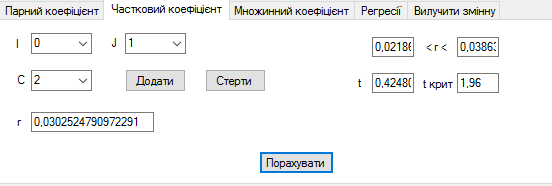 Парний коефіцієнт Частковий коефіцієнт Множинний коефіцієнт Регресії Вилучити змінну
I 0 J 1 0,02186 < r < 0,0386
C 2 Додати Стерти t 0,42480 t крит 1,96
r 0,0302524790972291
Порахувати